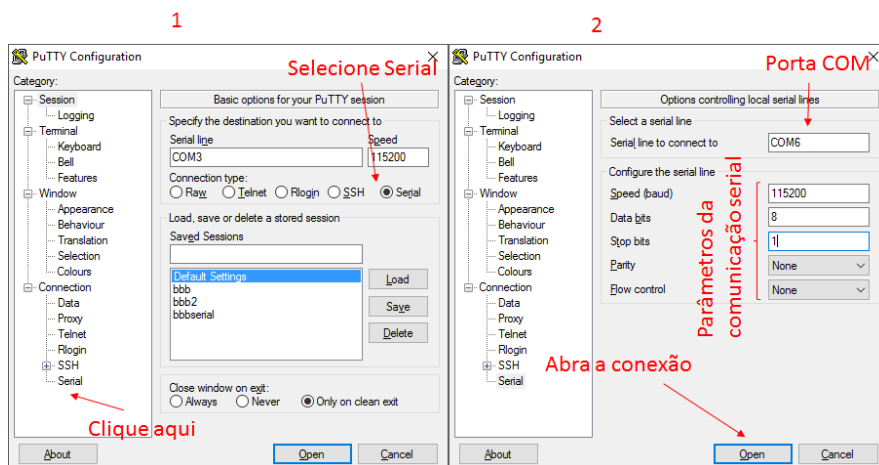 1
PuTTY Configuration
Selecione Serial
Category:
Session
Logging
Terminal
Keyboard
Bell
Features
Window
Appearance
Behaviour
Translation
Selection
Colours
Connection
Data
Proxy
Telnet
Rlogin
SSH
Serial
Clique aqui
Basic options for your PuTTY session
Specify the destination you want to connect to
Serial line Speed
COM3 115200
Connection type:
Raw Telnet Rlogin SSH Serial
Load, save or delete a stored session
Saved Sessions
Default Settings
bbb
bbb2
bbbserial
Load
Save
Delete
Close window on exit:
Always Never Only on clean exit
About Open Cancel
2
PuTTY Configuration
Porta COM
Category:
Session
Logging
Terminal
Keyboard
Bell
Features
Window
Appearance
Behaviour
Translation
Selection
Colours
Connection
Data
Proxy
Telnet
Rlogin
SSH
Serial
Options controlling local serial lines
Select a serial line
Serial line to connect to COM6
Configure the serial line
Speed (baud) 115200
Data bits 8
Stop bits 1
Parity None
Flow control None
Parâmetros da
comunicação serial
Abra a conexão
About Open Cancel